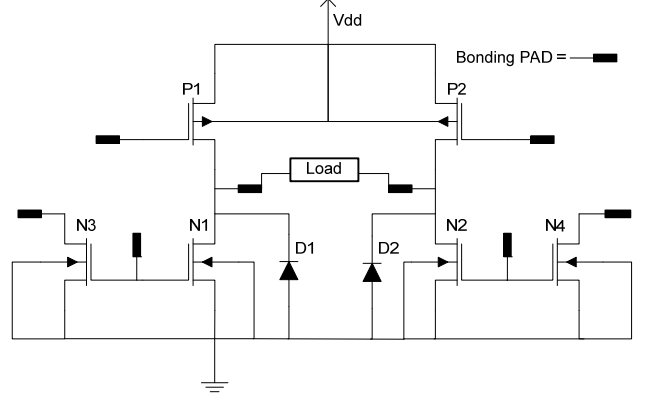 Vdd
Bonding PAD =
P1
P2
Load
N3
N1
N2
N4
D1
D2